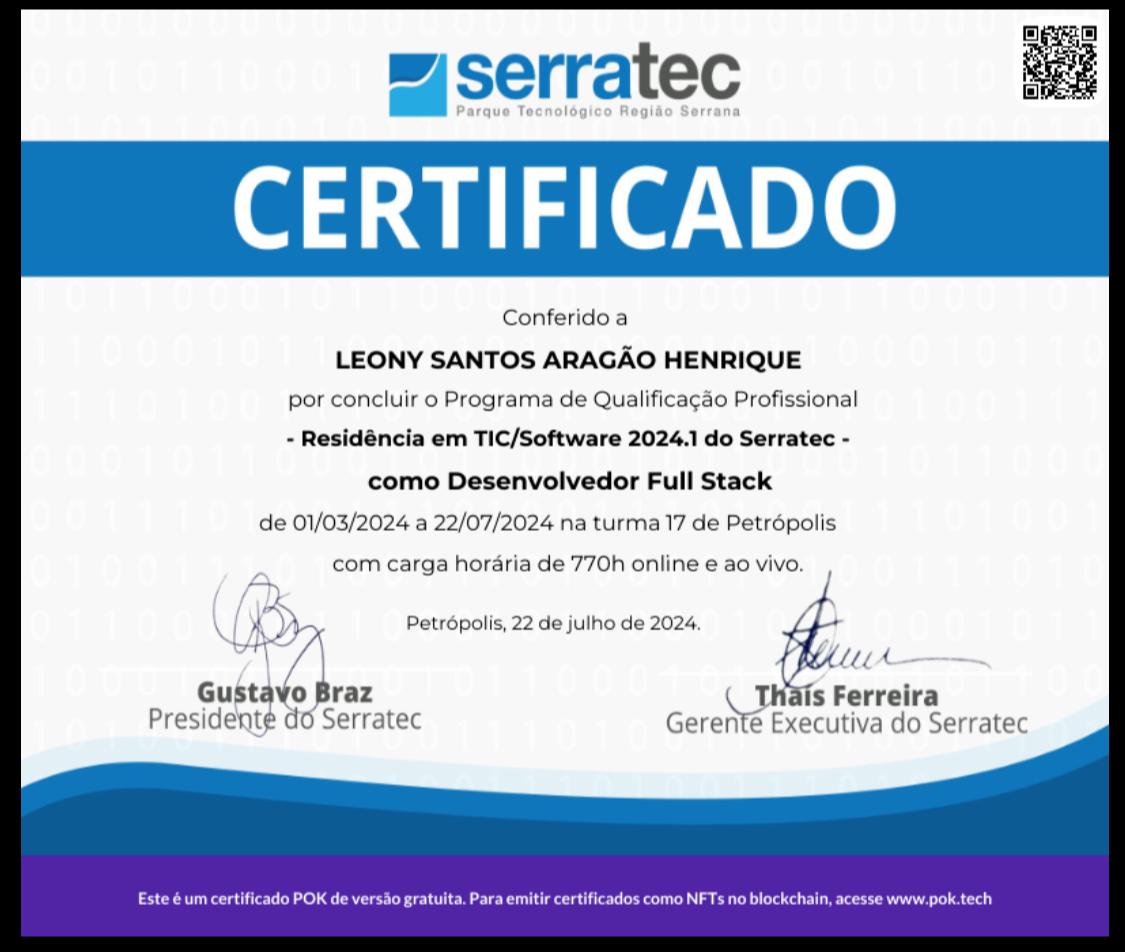 serratec
Parque Tecnológico Região Serrana
CERTIFICADO
Conferido a
LEONY SANTOS ARAGÃO HENRIQUE
por concluir o Programa de Qualificação Profissional
- Residência em TIC/Software 2024.1 do Serratec -
como Desenvolvedor Full Stack
de 01/03/2024 a 22/07/2024 na turma 17 de Petrópolis
com carga horária de 770h online e ao vivo.
Petrópolis, 22 de julho de 2024.
Gustavo Braz
Presidente do Serratec
Thaís Ferreira
Gerente Executiva do Serratec
Este é um certificado POK de versão gratuita. Para emitir certificados como NFTs no blockchain, acesse www.pok.tech